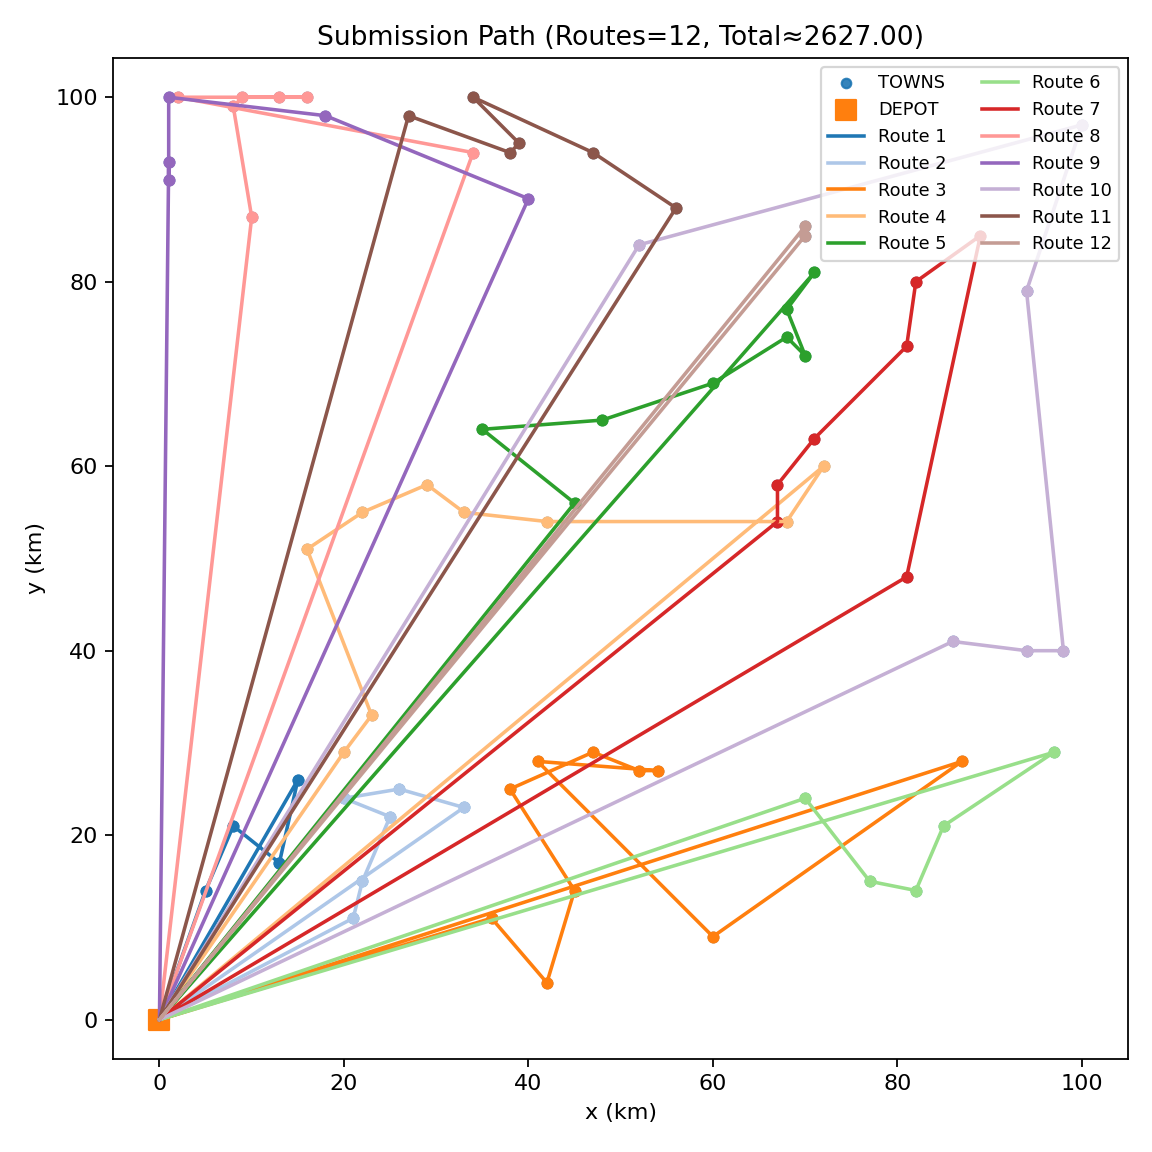 Submission Path (Routes=12, Total≈2627.00)
TOWNS
DEPOT
Route 1
Route 2
Route 3
Route 4
Route 5
Route 6
Route 7
Route 8
Route 9
Route 10
Route 11
Route 12
100
80
60
40
20
0
y (km)
0 20 40 60 80 100
x (km)